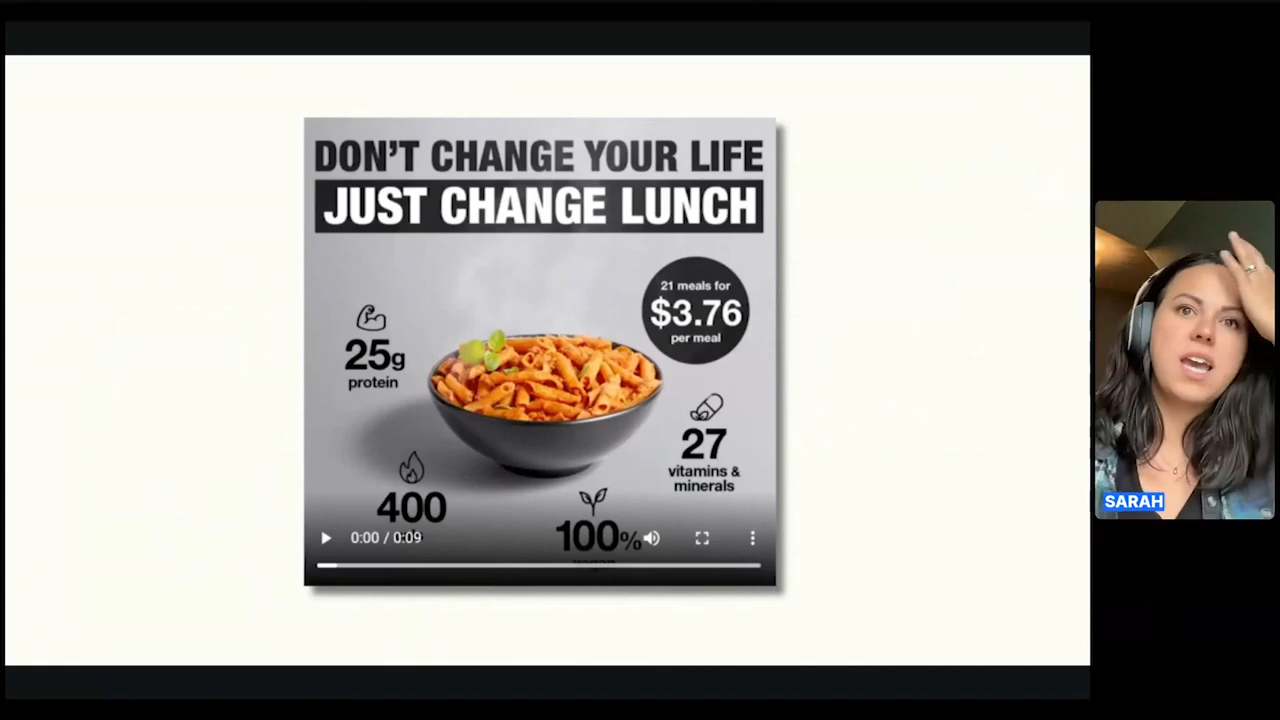 DON'T CHANGE YOUR LIFE
JUST CHANGE LUNCH
21 meals for
$3.76
per meal
25g
protein
27
vitamins &
minerals
400
100%
vegan
0:00 / 0:09
SARAH